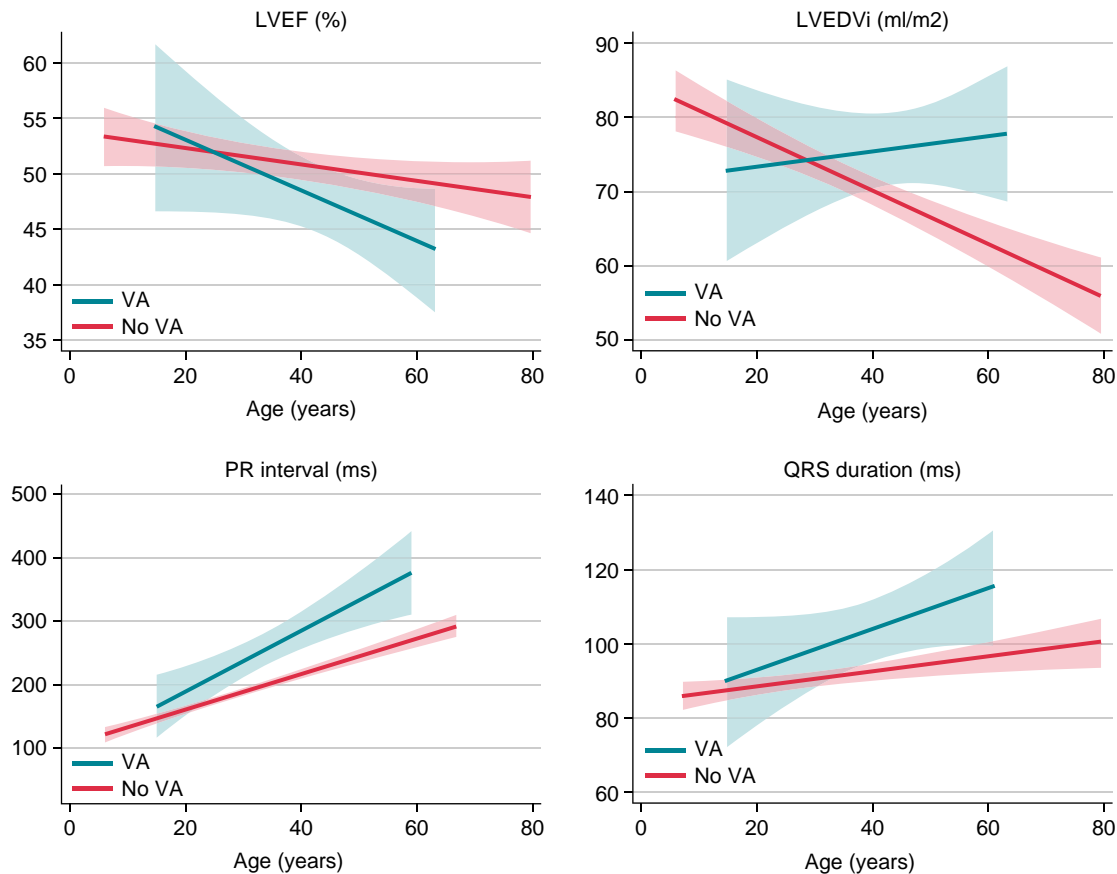 LVEF (%)
60
55
50
45
40
35
VA
No VA
0 20 40 60 80
Age (years)
LVEDVi (ml/m2)
90
80
70
60
50
VA
No VA
0 20 40 60 80
Age (years)
PR interval (ms)
500
400
300
200
100
VA
No VA
0 20 40 60 80
Age (years)
QRS duration (ms)
140
120
100
80
60
VA
No VA
0 20 40 60 80
Age (years)